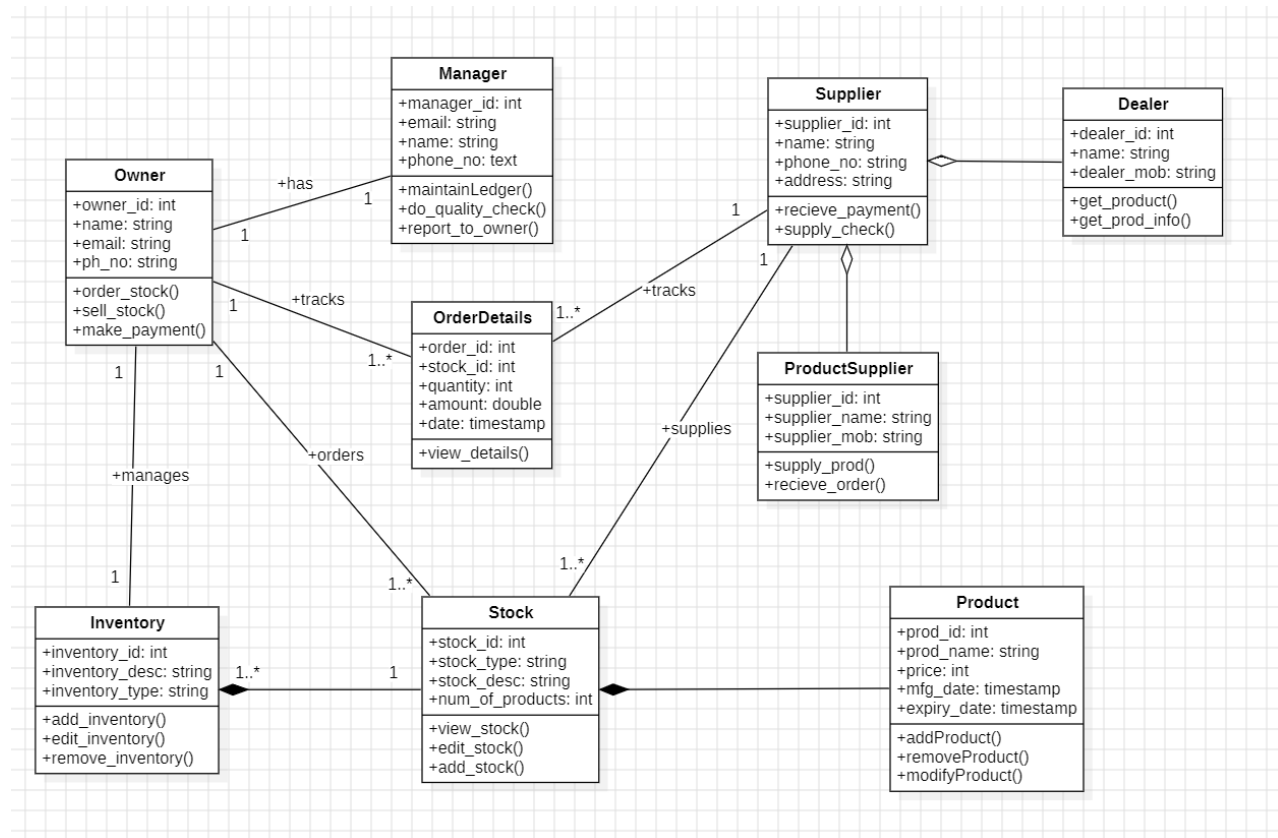 Manager
+manager_id: int
+email: string
+name: string
+phone_no: text
+maintainLedger()
+do_quality_check()
+report_to_owner()
Supplier
+supplier_id: int
+name: string
+phone_no: string
+address: string
+recieve_payment()
+supply_check()
Dealer
+dealer_id: int
+name: string
+dealer_mob: string
+get_product()
+get_prod_info()
Owner
+owner_id: int
+name: string
+email: string
+ph_no: string
+order_stock()
+sell_stock()
+make_payment()
+has
1
1
+tracks
1
1..*
OrderDetails
+order_id: int
+stock_id: int
+quantity: int
+amount: double
+date: timestamp
+view_details()
1
+tracks
1..*
1
+supplies
1..*
ProductSupplier
+supplier_id: int
+supplier_name: string
+supplier_mob: string
+supply_prod()
+recieve_order()
1
+manages
1
1
+orders
1..*
Inventory
+inventory_id: int
+inventory_desc: string
+inventory_type: string
+add_inventory()
+edit_inventory()
+remove_inventory()
1..*
1
Stock
+stock_id: int
+stock_type: string
+stock_desc: string
+num_of_products: int
+view_stock()
+edit_stock()
+add_stock()
Product
+prod_id: int
+prod_name: string
+price: int
+mfg_date: timestamp
+expiry_date: timestamp
+addProduct()
+removeProduct()
+modifyProduct()